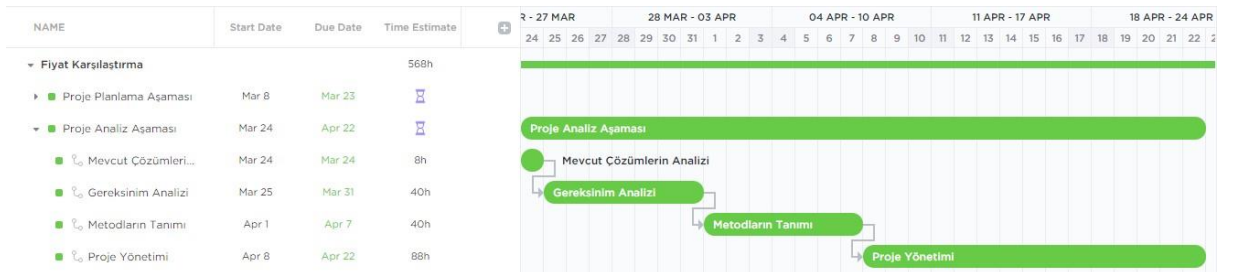 NAME Start Date Due Date Time Estimate R - 27 MAR 28 MAR - 03 APR 04 APR - 10 APR 11 APR - 17 APR 18 APR - 24 APR
24 25 26 27 28 29 30 31 1 2 3 4 5 6 7 8 9 10 11 12 13 14 15 16 17 18 19 20 21 22 2
Fiyat Karşılaştırma 568h
Proje Planlama Aşaması Mar 8 Mar 23
Proje Analiz Aşaması Mar 24 Apr 22 Proje Analiz Aşaması
Mevcut Çözümleri... Mar 24 Mar 24 8h Mevcut Çözümlerin Analizi
Gereksinim Analizi Mar 25 Mar 31 40h Gereksinim Analizi
Metodların Tanımı Apr 1 Apr 7 40h Metodların Tanımı
Proje Yönetimi Apr 8 Apr 22 88h Proje Yönetimi